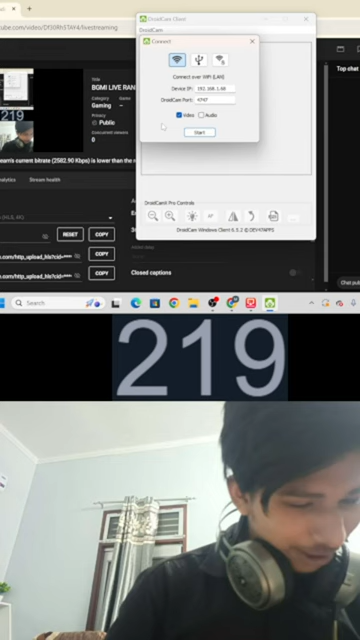 DroidCam Client
DroidCam
Connect
Connect over WiFi (LAN)
Device IP: 192.168.1.68
DroidCam Port: 4747
Video
Audio
Start
DroidCamX Pro Controls
DroidCam Windows Client 6.5.2 ©DEV47APPS
tube.com/video/
/livestreaming
Top chat
219
Title
BGMI LIVE RAN
Category
Game
Gaming
Privacy
Public
Concurrent viewers
0
eam's current bitrate (2582.90 Kbps) is lower than the r
alytics
Stream health
RESET
COPY
COPY
COPY
Closed captions
Search
219